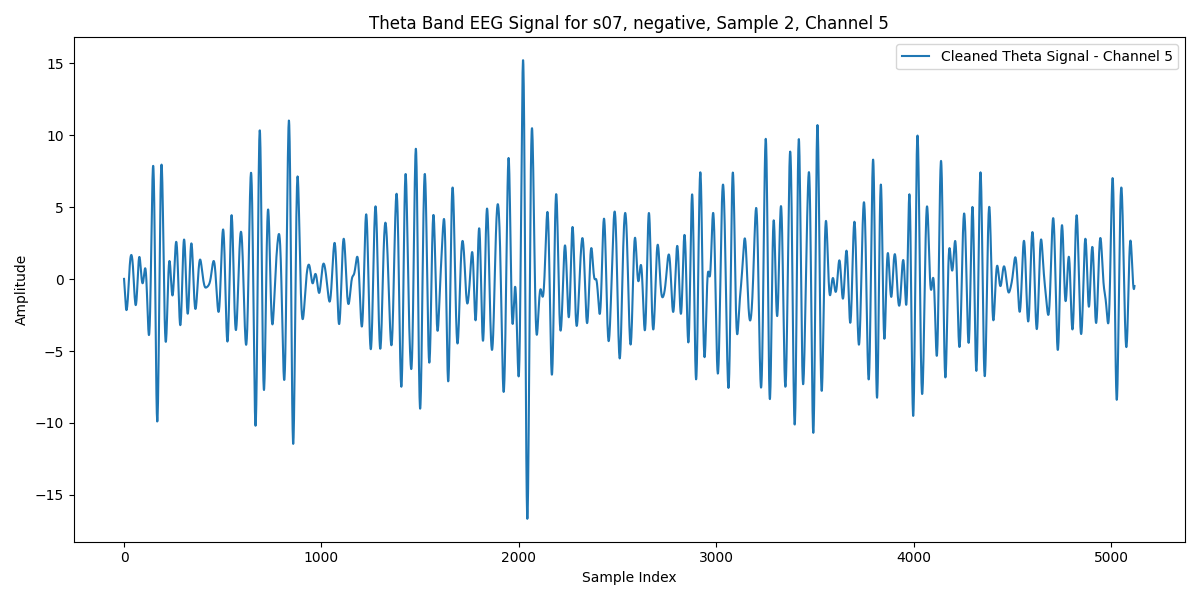 Theta Band EEG Signal for s07, negative, Sample 2, Channel 5
Cleaned Theta Signal - Channel 5
15
10
5
0
−5
−10
−15
Amplitude
0 1000 2000 3000 4000 5000
Sample Index